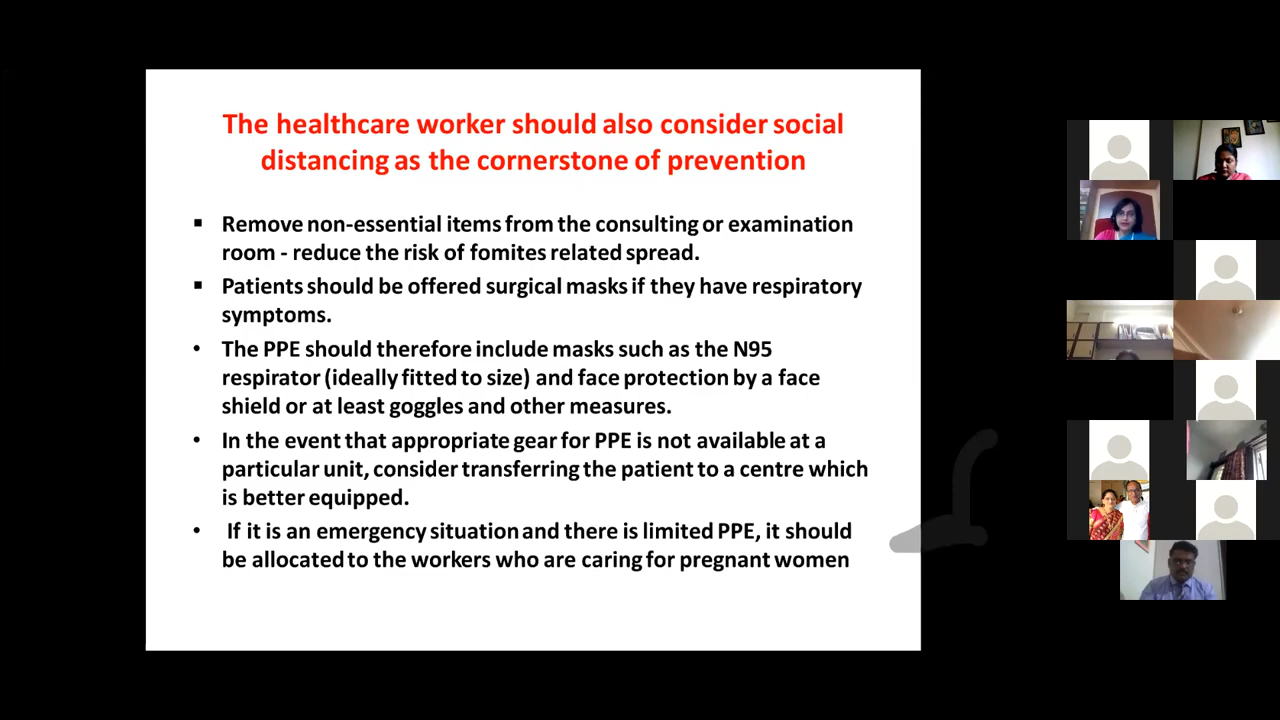 The healthcare worker should also consider social
distancing as the cornerstone of prevention
▪ Remove non-essential items from the consulting or examination
room - reduce the risk of fomites related spread.
▪ Patients should be offered surgical masks if they have respiratory
symptoms.
• The PPE should therefore include masks such as the N95
respirator (ideally fitted to size) and face protection by a face
shield or at least goggles and other measures.
• In the event that appropriate gear for PPE is not available at a
particular unit, consider transferring the patient to a centre which
is better equipped.
• If it is an emergency situation and there is limited PPE, it should
be allocated to the workers who are caring for pregnant women